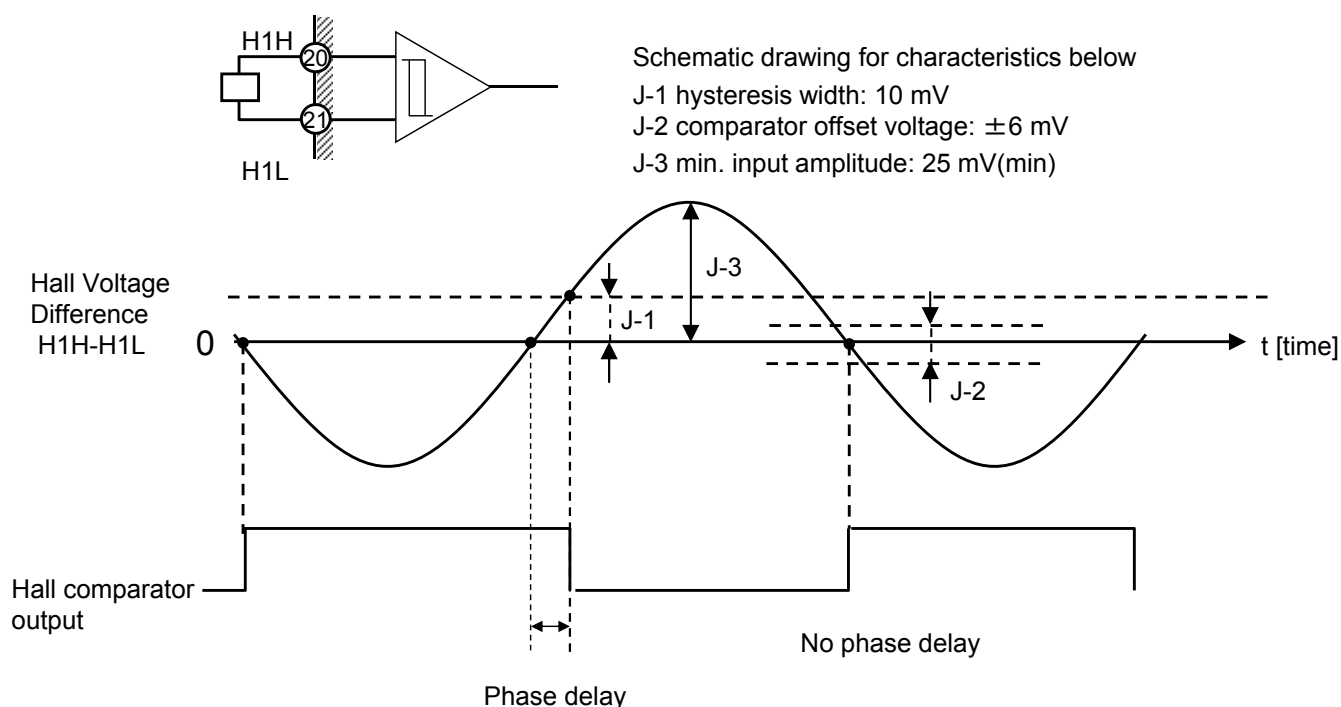 H1H
20
21
H1L
Schematic drawing for characteristics below
J-1 hysteresis width: 10 mV
J-2 comparator offset voltage: ±6 mV
J-3 min. input amplitude: 25 mV(min)
Hall Voltage
Difference
H1H-H1L
0
J-3
J-1
J-2
t [time]
Hall comparator
output
No phase delay
Phase delay